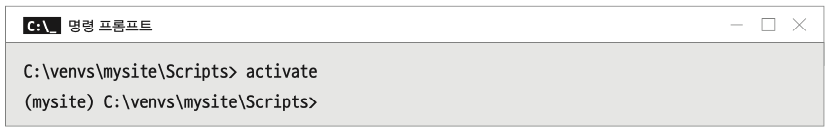 C:\_ 명령 프롬프트
C:\venvs\mysite\Scripts> activate
(mysite) C:\venvs\mysite\Scripts>